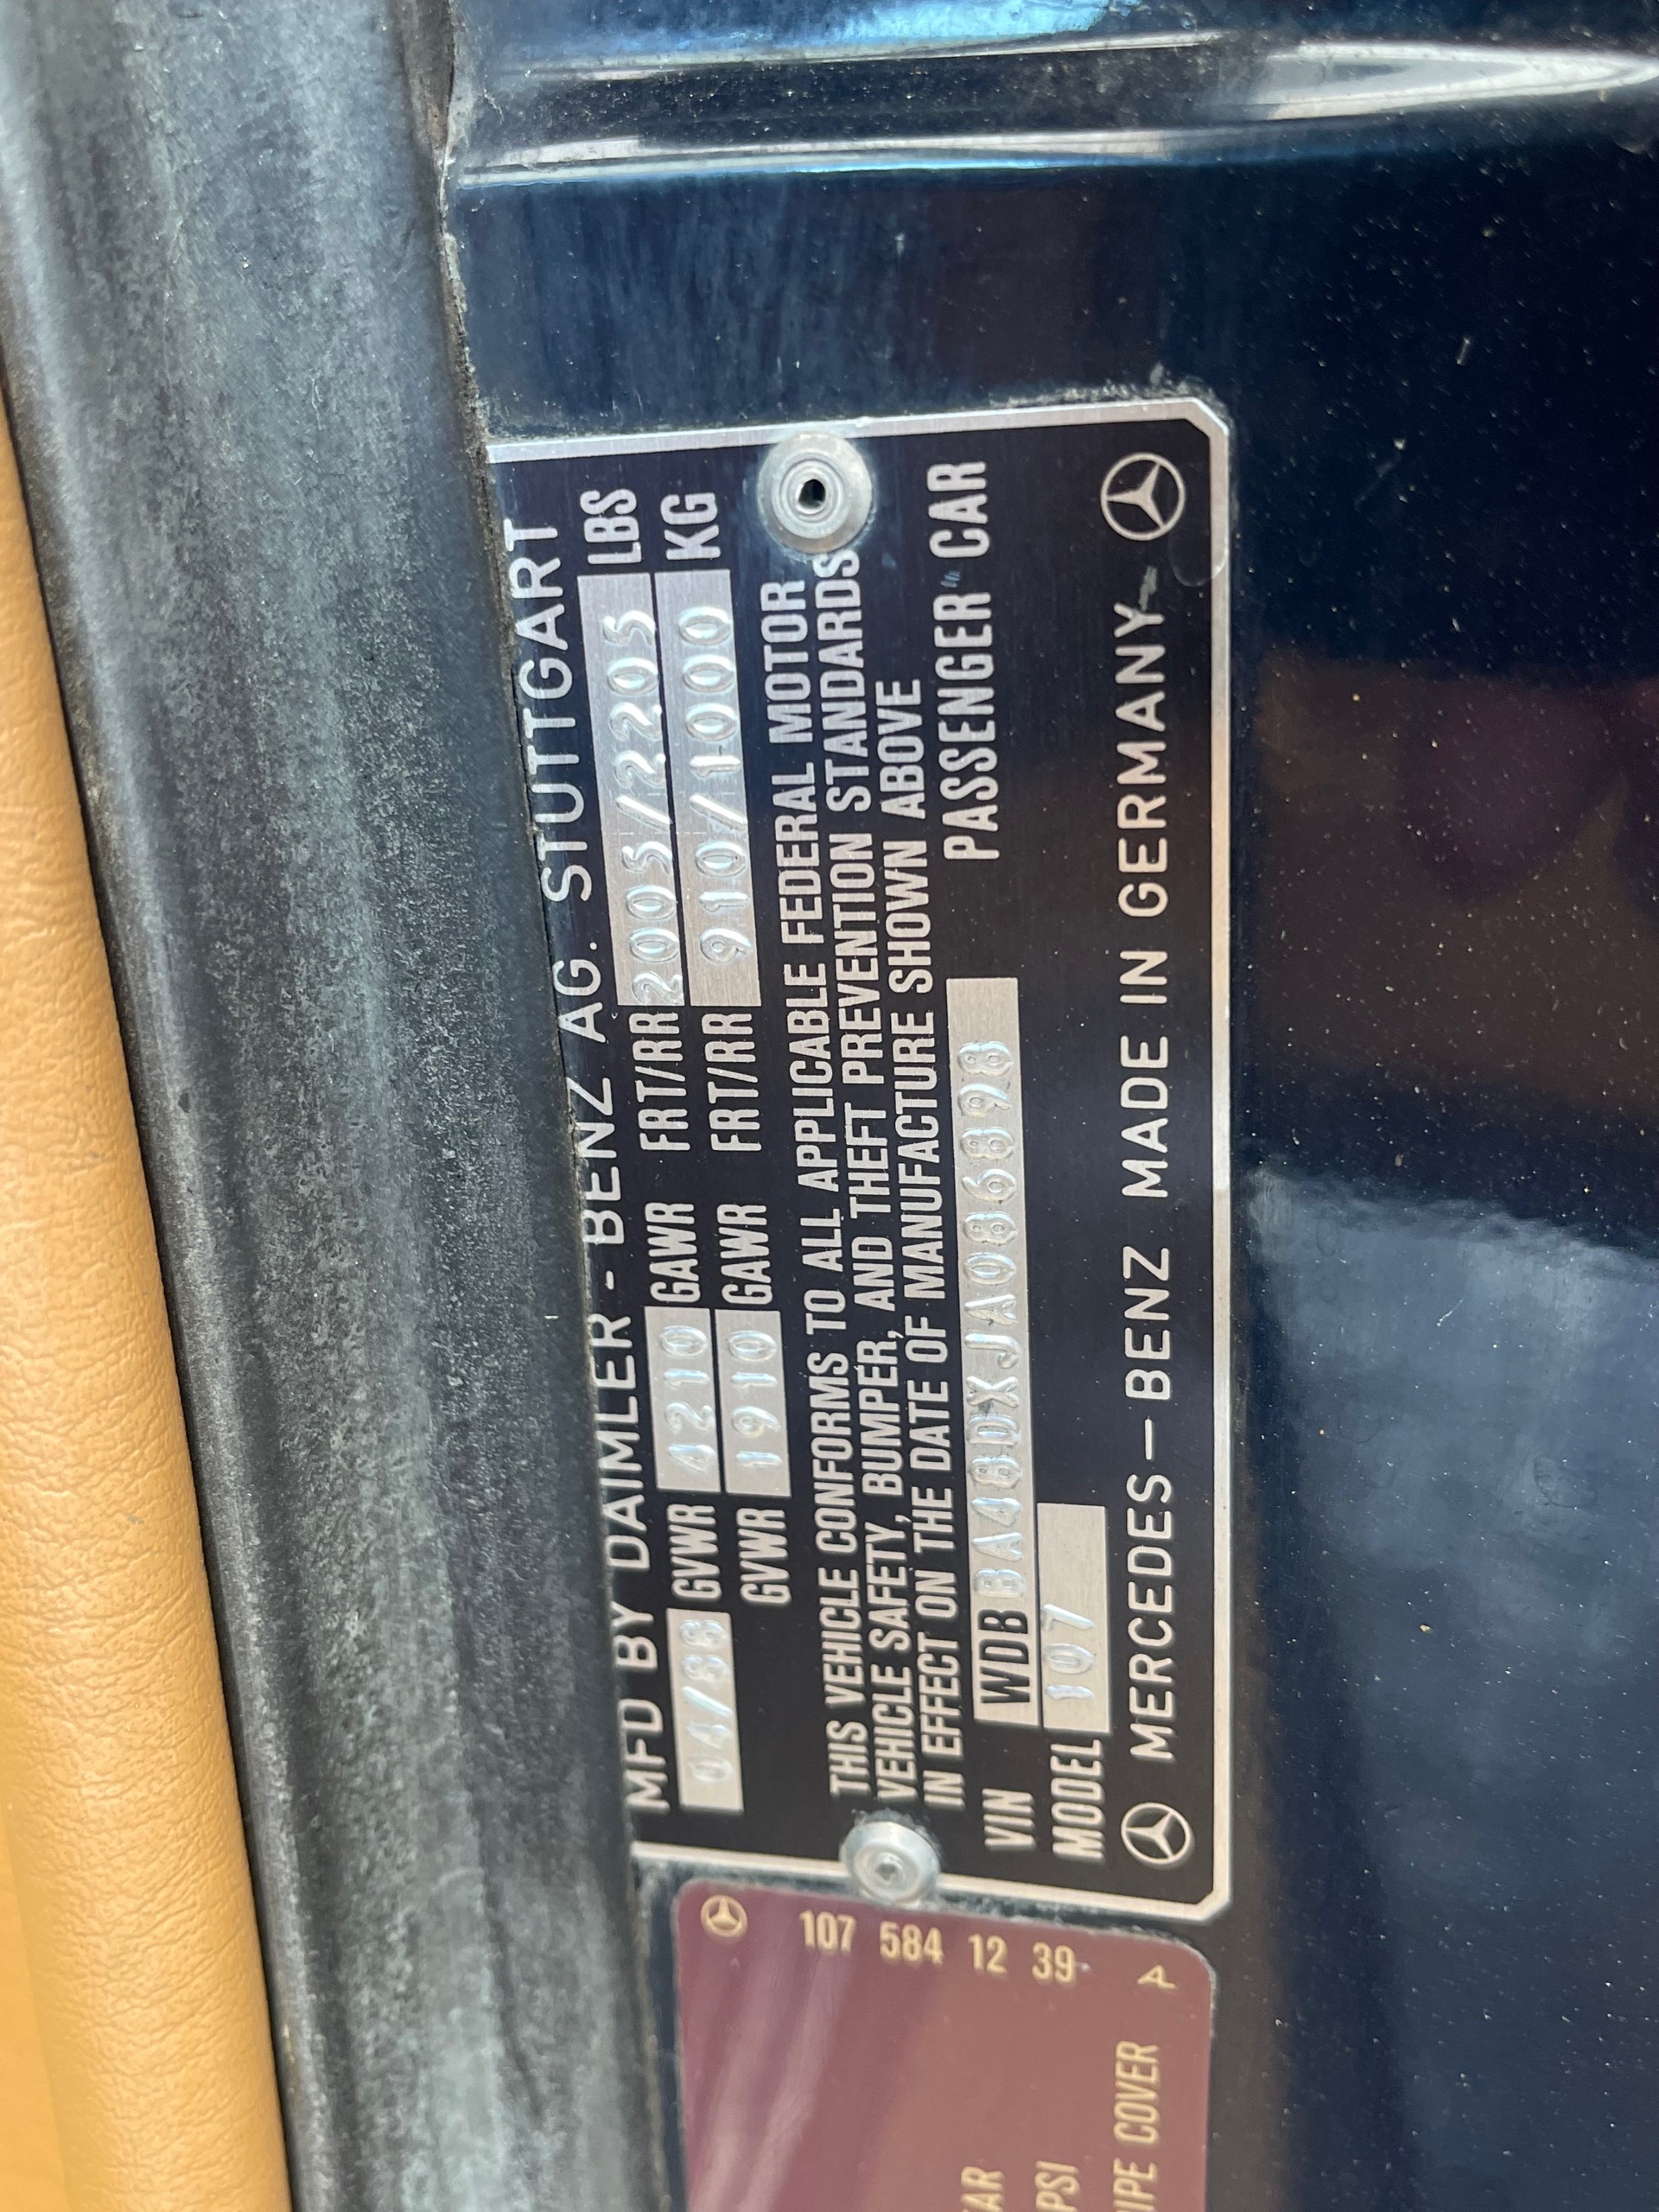 MFD BY DAIMLER - BENZ AG. STUTTGART
04/88 GVWR 4210 GAWR FRT/RR 2005/2205 LBS
GVWR 1910 GAWR FRT/RR 910/1000 KG
THIS VEHICLE CONFORMS TO ALL APPLICABLE FEDERAL MOTOR
VEHICLE SAFETY, BUMPER, AND THEFT PREVENTION STANDARDS
IN EFFECT ON THE DATE OF MANUFACTURE SHOWN ABOVE
VIN WDB BA48DXJA086898 PASSENGER CAR
MODEL 107
MERCEDES-BENZ MADE IN GERMANY
107 584 12 39
A
PSI
COVER